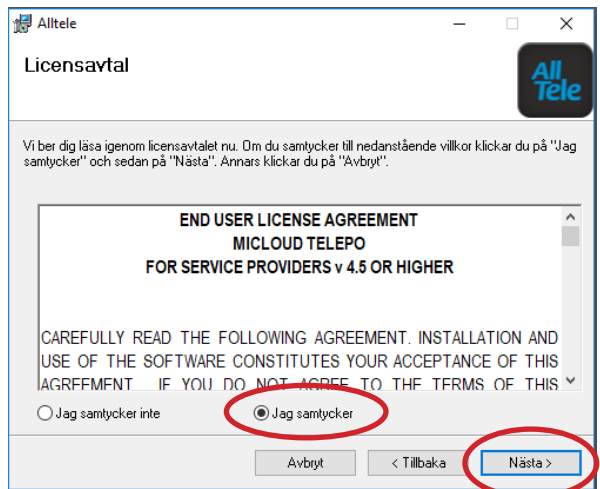 Alltele
Licensavtal
All
Tele
Vi ber dig läsa igenom licensavtalet nu. Om du samtycker till nedanstående villkor klickar du på "Jag
samtycker" och sedan på "Nästa". Annars klickar du på "Avbryt".
END USER LICENSE AGREEMENT
MICLOUD TELEPO
FOR SERVICE PROVIDERS v 4.5 OR HIGHER
CAREFULLY READ THE FOLLOWING AGREEMENT. INSTALLATION AND
USE OF THE SOFTWARE CONSTITUTES YOUR ACCEPTANCE OF THIS
AGREEMENT. IF YOU DO NOT AGREE TO THE TERMS OF THIS
Jag samtycker inte Jag samtycker
Avbryt < Tillbaka Nästa >